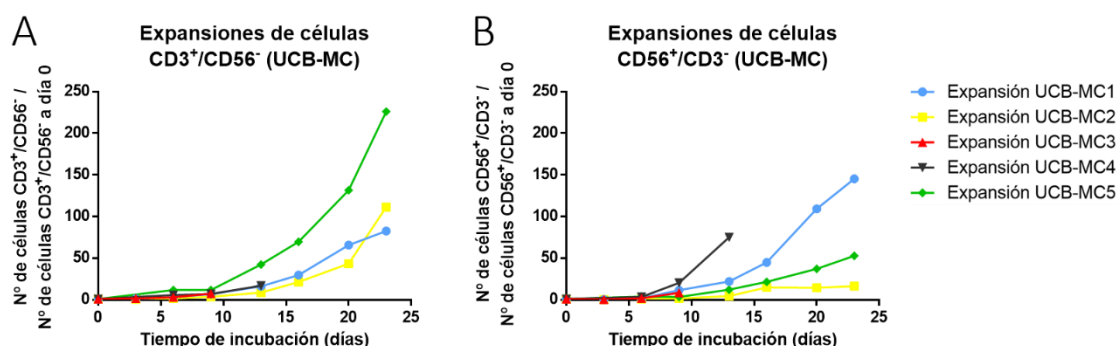 A
Expansiones de células
CD3⁺/CD56⁻ (UCB-MC)
Nº de células CD3⁺/CD56⁻ /
Nº de células CD3⁺/CD56⁻ a día 0
250
200
150
100
50
0
0
5
10
15
20
25
Tiempo de incubación (días)
B
Expansiones de células
CD56⁺/CD3⁻ (UCB-MC)
Nº de células CD56⁺/CD3⁻ /
Nº de células CD56⁺/CD3⁻ a día 0
250
200
150
100
50
0
0
5
10
15
20
25
Tiempo de incubación (días)
Expansión UCB-MC1
Expansión UCB-MC2
Expansión UCB-MC3
Expansión UCB-MC4
Expansión UCB-MC5